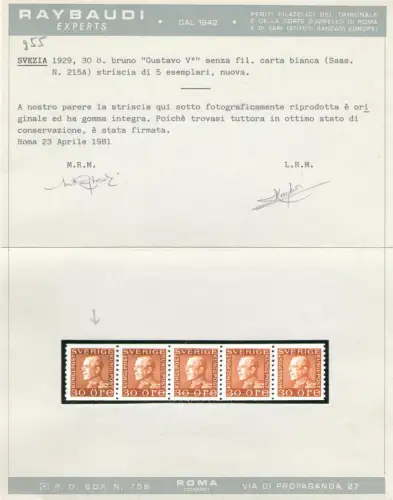 RAYBAUDI
EXPERTS
• DAL 1942 •
PERITI FILATELICI DEL TRIBUNALE
E DELLA CORTE D'APPELLO DI ROMA
E DI VARI ISTITUTI BANCARI EUROPEI
955
SVEZIA 1929, 30 ö. bruno "Gustavo V°" senza fil. carta bianca (Sass.
N. 215A) striscia di 5 esemplari, nuova.
A nostro parere la striscia qui sotto fotograficamente riprodotta è ori
ginale ed ha gomma integra. Poichè trovasi tuttora in ottimo stato di
conservazione, è stata firmata.
Roma 23 Aprile 1981
M.R.M. L.R.M.
SVERIGE SVERIGE SVERIGE SVERIGE SVERIGE
30 ÖRE 30 ÖRE 30 ÖRE 30 ÖRE 30 ÖRE
P. O. BOX N. 758 ROMA VIA DI PROPAGANDA, 27
(CENTRO)